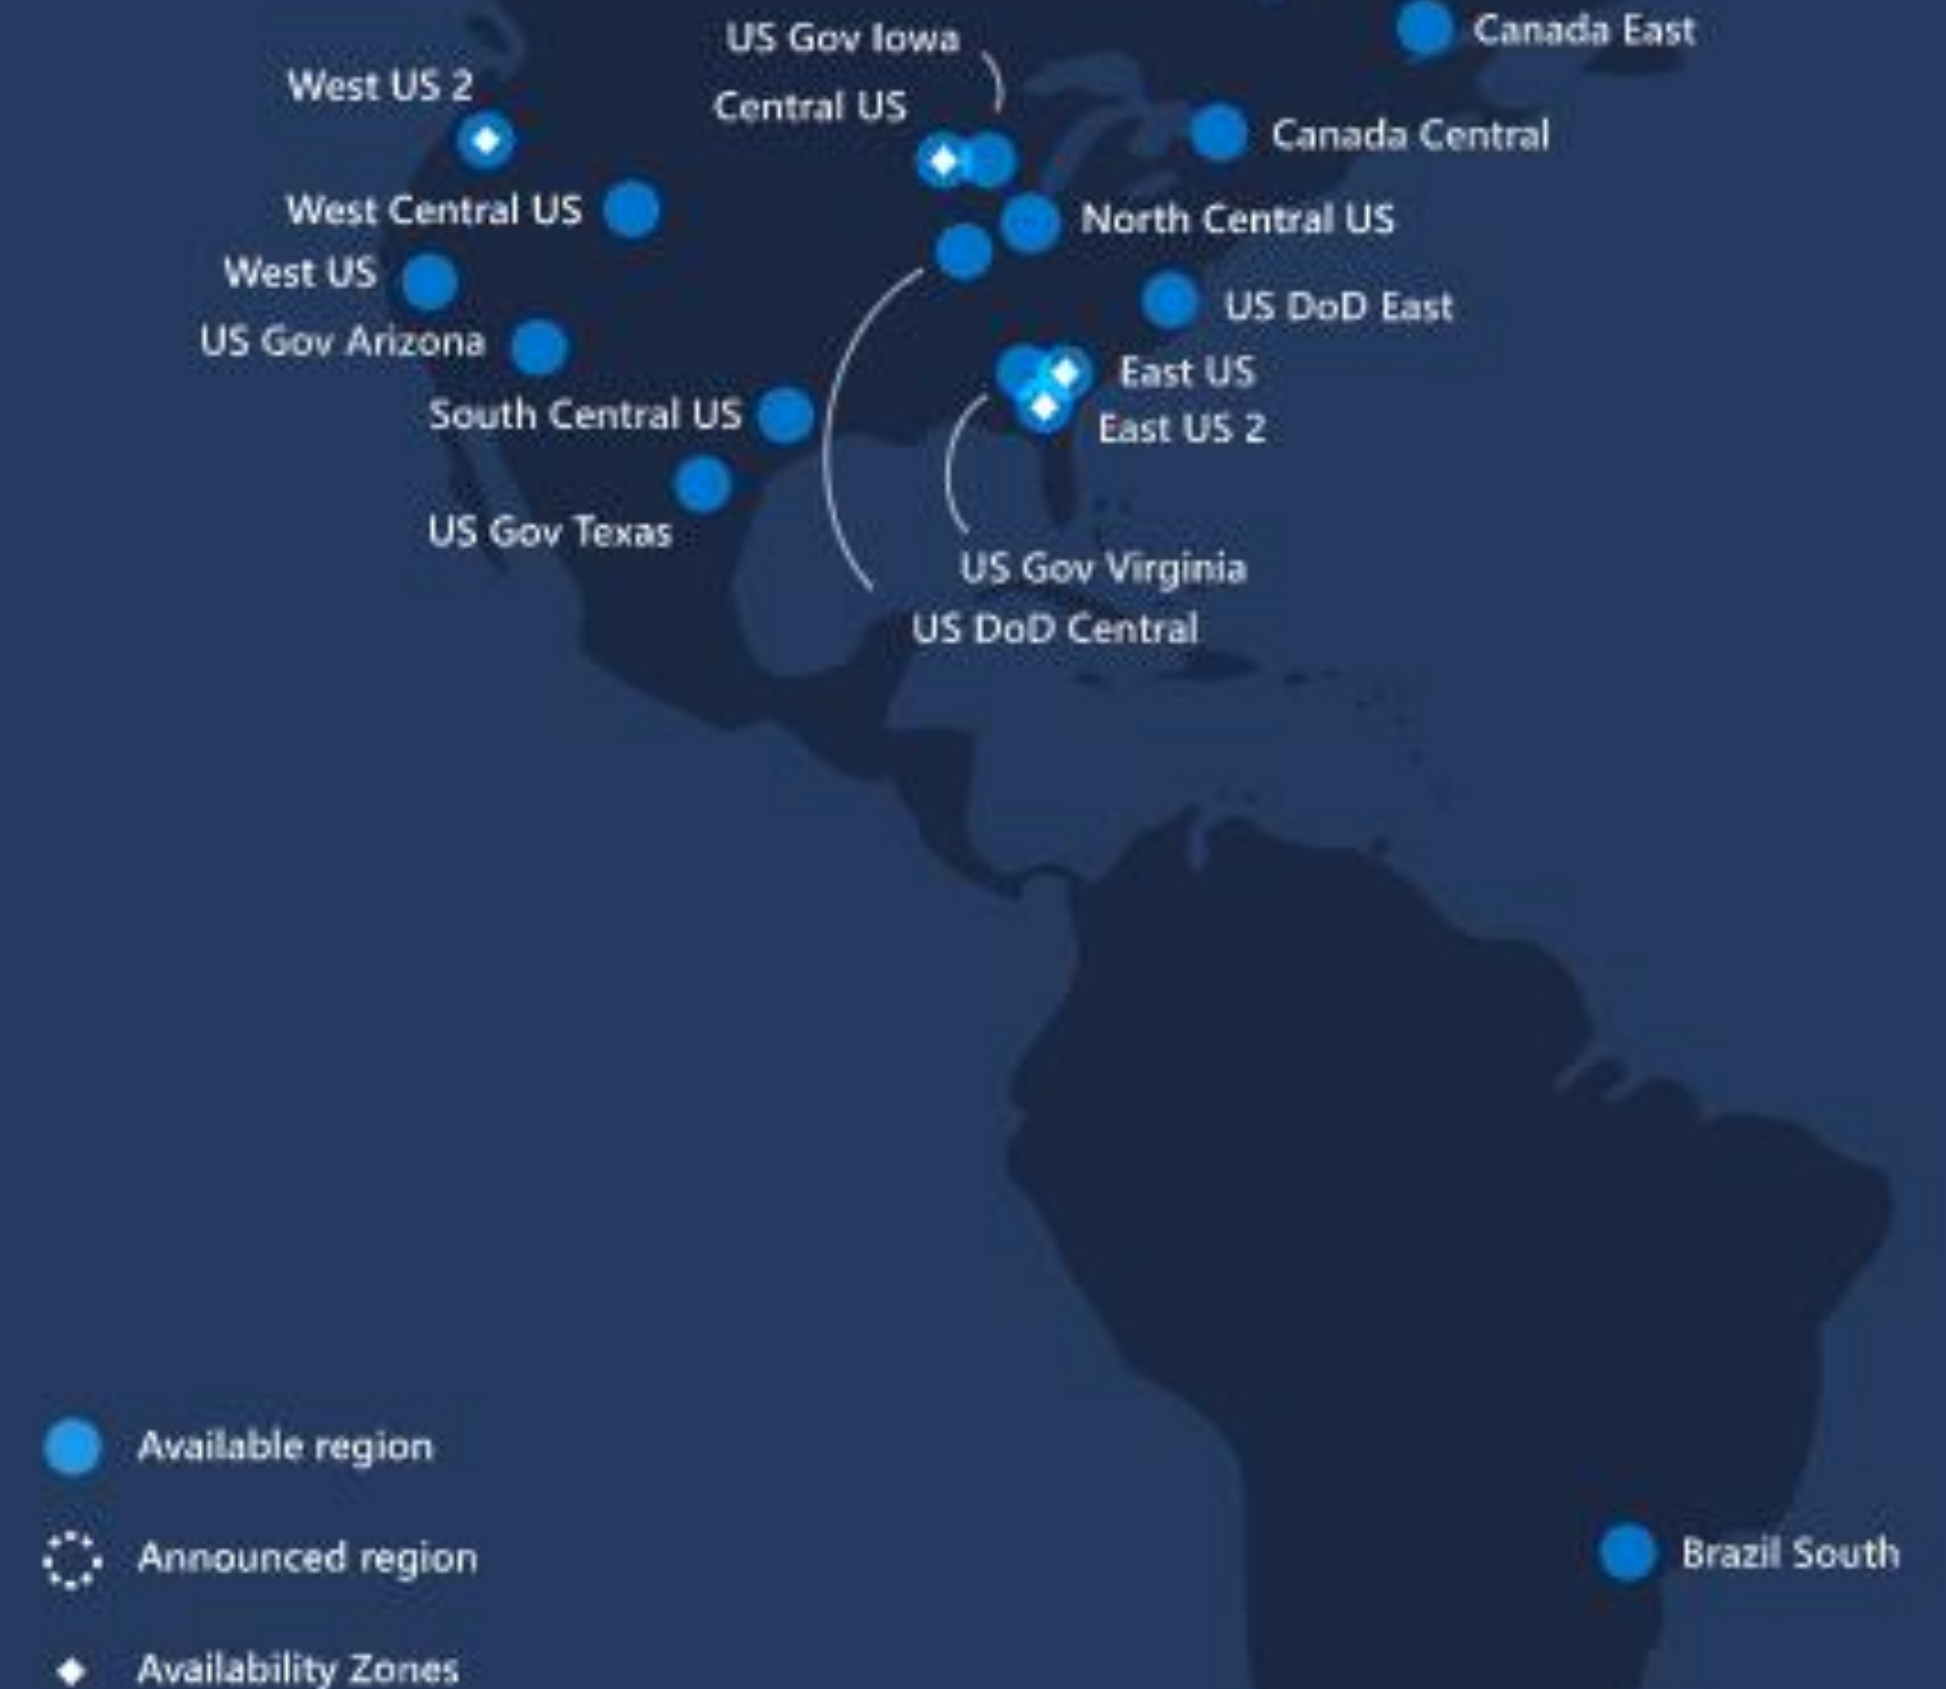 US Gov Iowa
Canada East
West US 2
Central US
Canada Central
West Central US
North Central US
West US
US DoD East
US Gov Arizona
East US
South Central US
East US 2
US Gov Texas
US Gov Virginia
US DoD Central
Available region
Announced region
Brazil South
Availability Zones